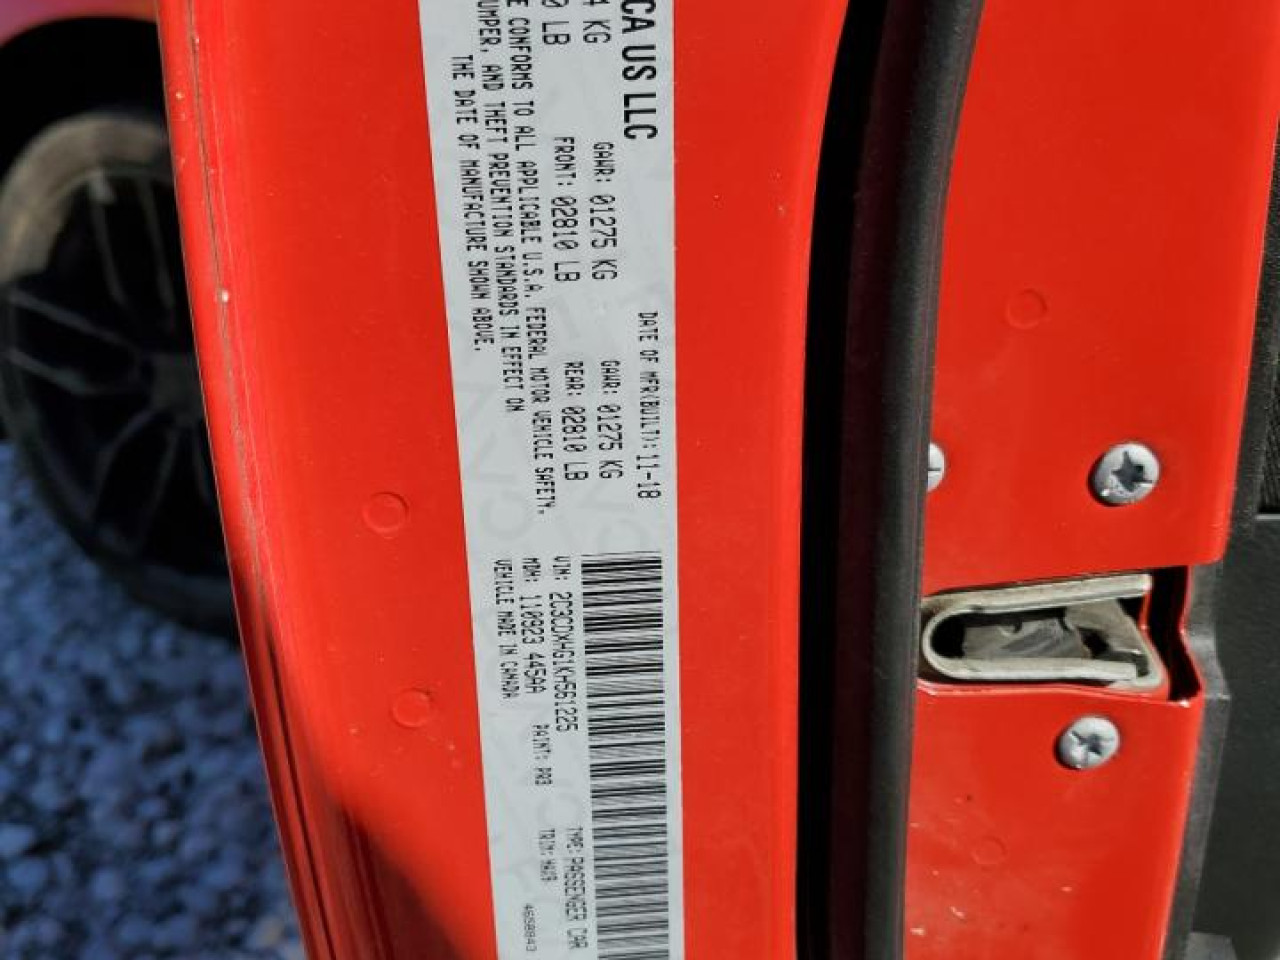 CA US LLC
DATE OF MFR(BUILT): 11-18
KG GAWR: 01275 KG GAWR: 01275 KG
0 LB FRONT: 02810 LB REAR: 02810 LB
E CONFORMS TO ALL APPLICABLE U.S.A. FEDERAL MOTOR VEHICLE SAFETY,
UMPER, AND THEFT PREVENTION STANDARDS IN EFFECT ON
THE DATE OF MANUFACTURE SHOWN ABOVE.
VIN: 2C3CDXHG1KH561225 TYPE: PASSENGER CAR
MDH: 110923 445AA PAINT: PR3 TRIM:
VEHICLE MADE IN CANADA 4658843